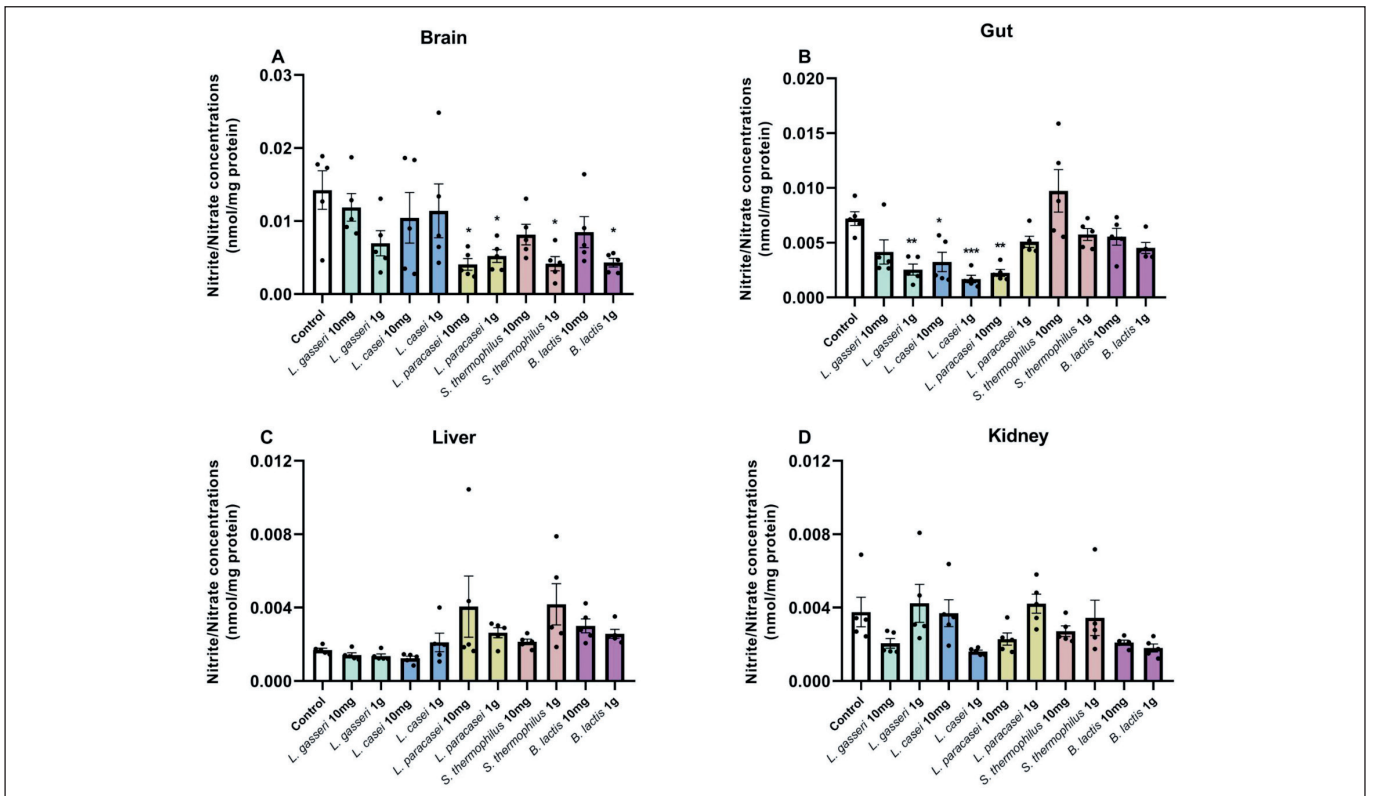 A
Brain
Nitrite/Nitrate concentrations
(nmol/mg protein)
0.03
0.02
0.01
0.00
*
*
*
*
Control
L. gasseri 10mg
L. gasseri 1g
L. casei 10mg
L. casei 1g
L. paracasei 10mg
L. paracasei 1g
S. thermophilus 10mg
S. thermophilus 1g
B. lactis 10mg
B. lactis 1g
B
Gut
Nitrite/Nitrate concentrations
(nmol/mg protein)
0.020
0.015
0.010
0.005
0.000
**
*
***
**
Control
L. gasseri 10mg
L. gasseri 1g
L. casei 10mg
L. casei 1g
L. paracasei 10mg
L. paracasei 1g
S. thermophilus 10mg
S. thermophilus 1g
B. lactis 10mg
B. lactis 1g
C
Liver
Nitrite/Nitrate concentrations
(nmol/mg protein)
0.012
0.008
0.004
0.000
Control
L. gasseri 10mg
L. gasseri 1g
L. casei 10mg
L. casei 1g
L. paracasei 10mg
L. paracasei 1g
S. thermophilus 10mg
S. thermophilus 1g
B. lactis 10mg
B. lactis 1g
D
Kidney
Nitrite/Nitrate concentrations
(nmol/mg protein)
0.012
0.008
0.004
0.000
Control
L. gasseri 10mg
L. gasseri 1g
L. casei 10mg
L. casei 1g
L. paracasei 10mg
L. paracasei 1g
S. thermophilus 10mg
S. thermophilus 1g
B. lactis 10mg
B. lactis 1g